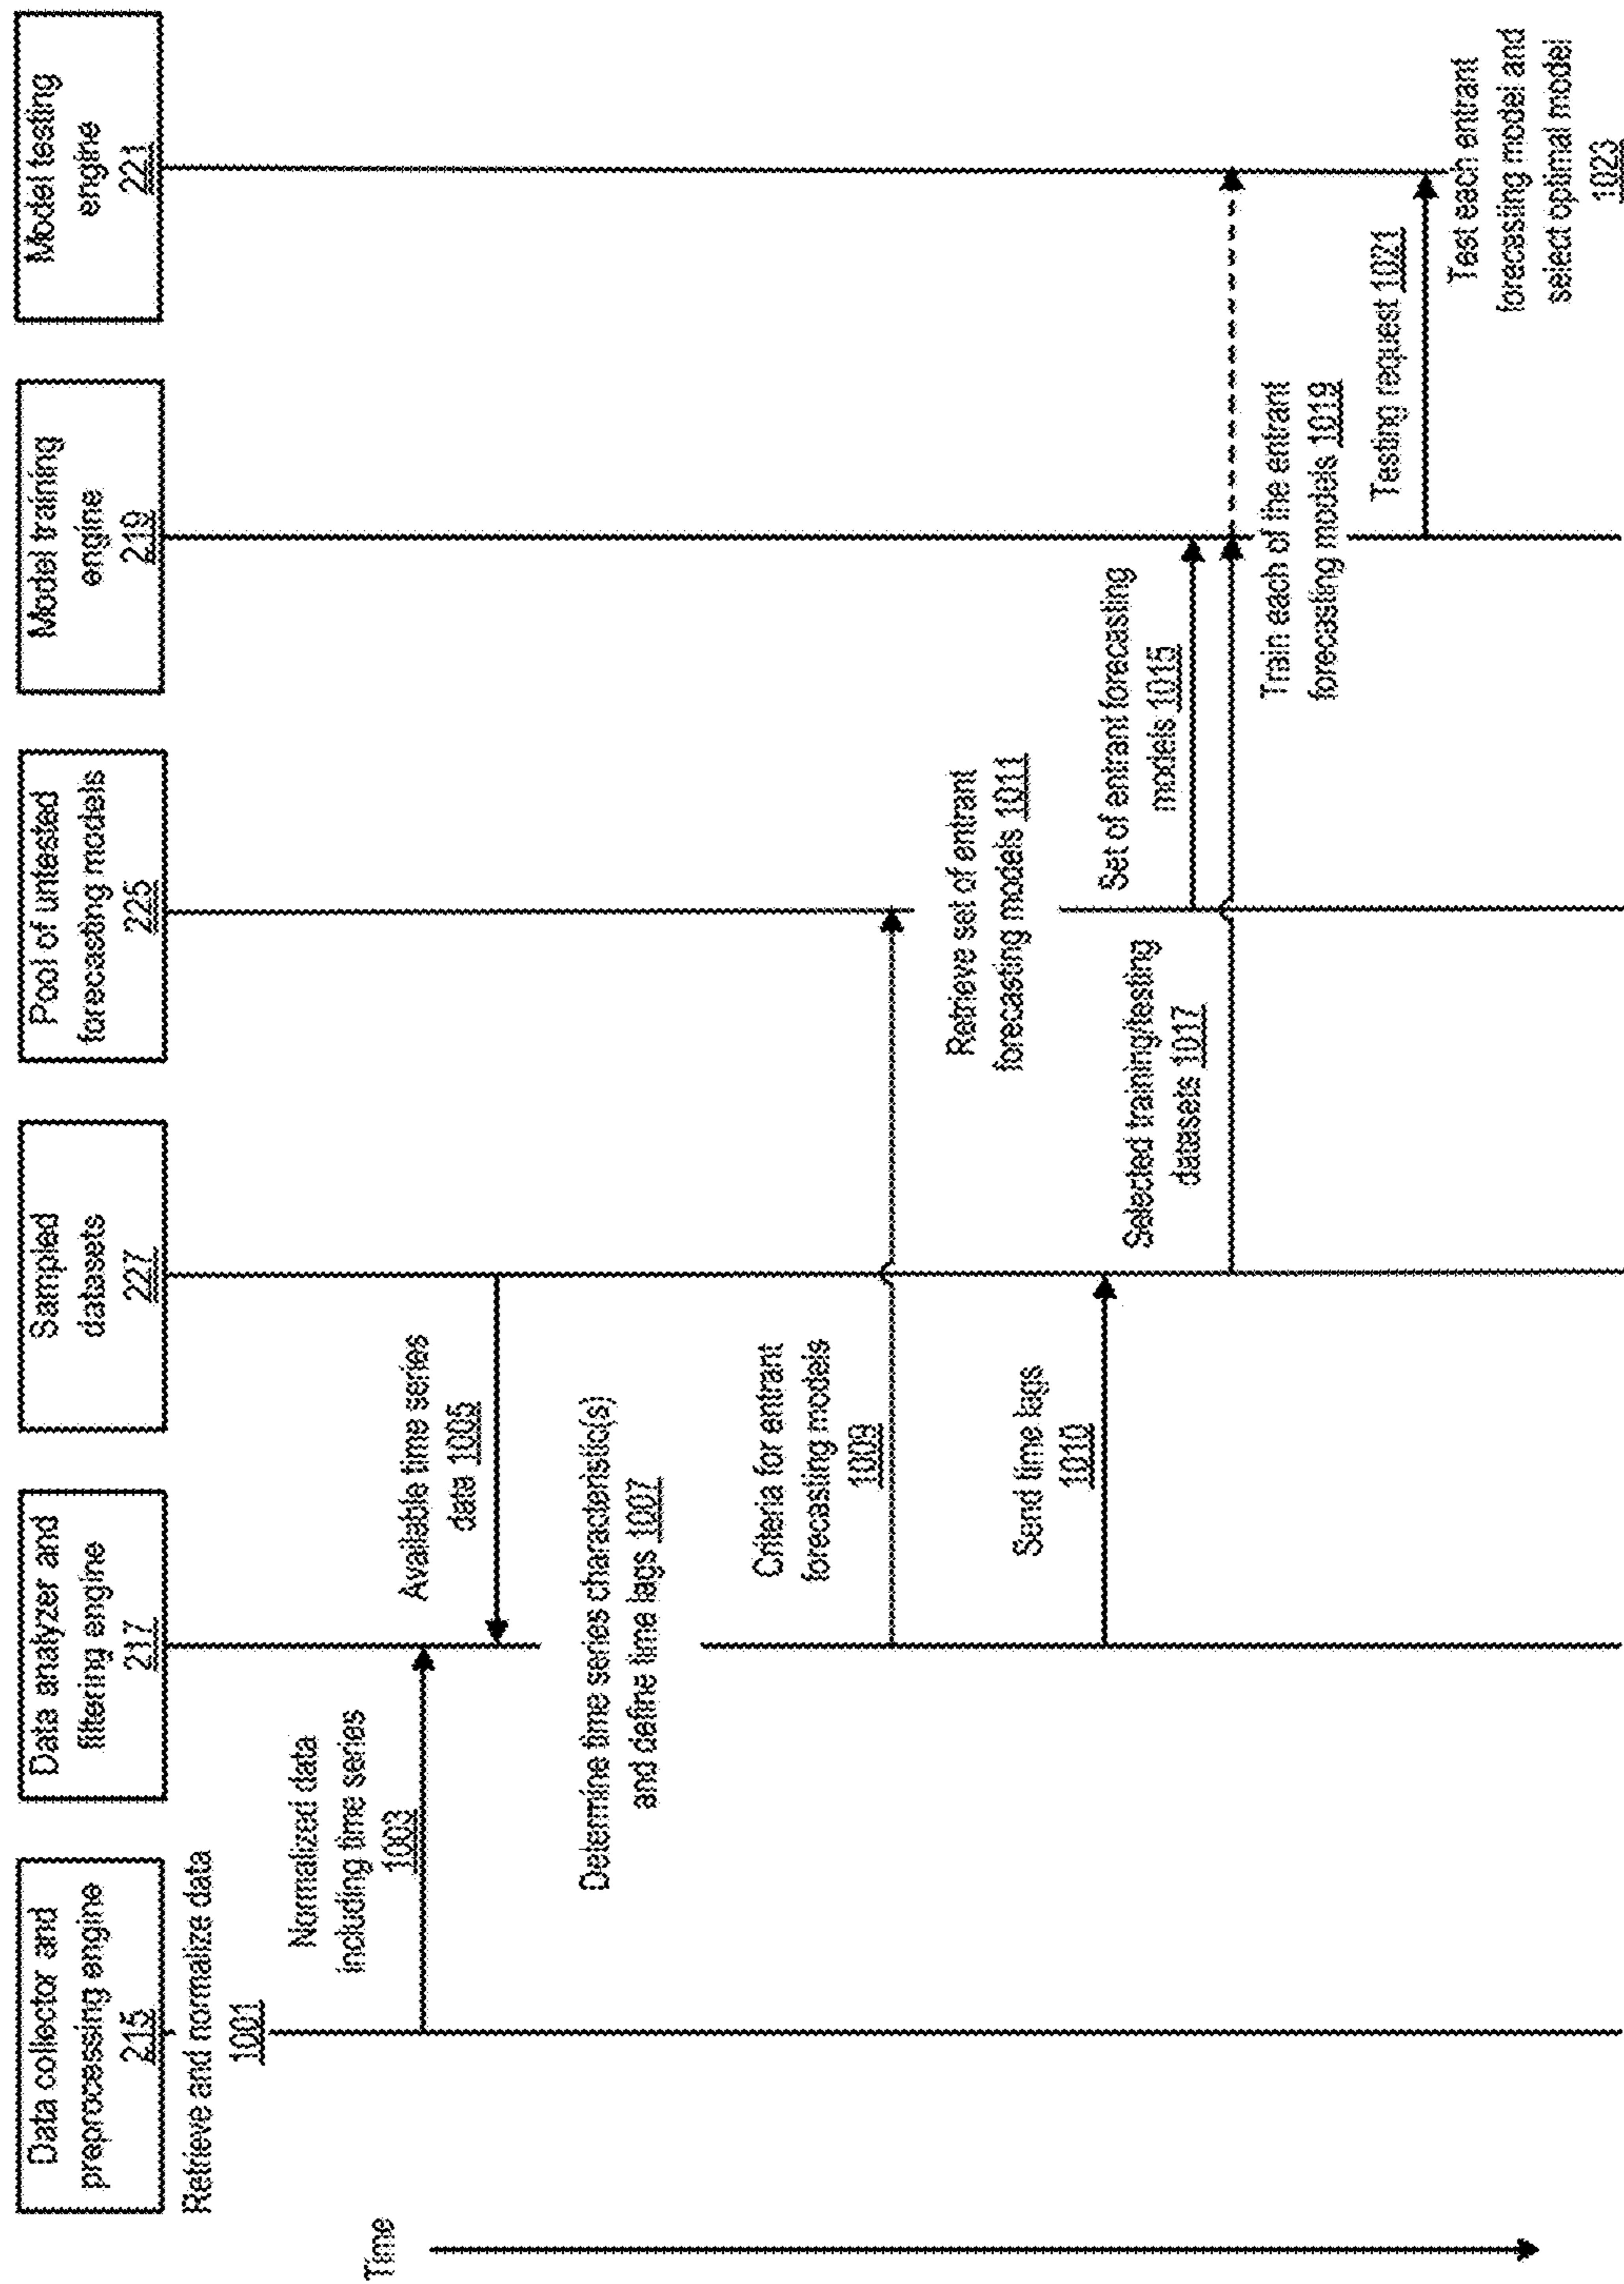 Data collector and
preprocessing engine
215
Data analyzer and
filtering engine
217
Sampled
datasets
227
Pool of untested
forecasting models
225
Model training
engine
219
Model testing
engine
221
Retrieve and normalize data
1001
Time
Normalized data
including time series
1003
Available time series
data 1005
Determine time series characteristic(s)
and define time lags 1007
Criteria for entrant
forecasting models
1009
Retrieve set of entrant
forecasting models 1011
Send time lags
1010
Set of entrant forecasting
models 1015
Selected training/testing
datasets 1017
Train each of the entrant
forecasting models 1019
Testing request 1021
Test each entrant
forecasting model and
select optimal model
1023